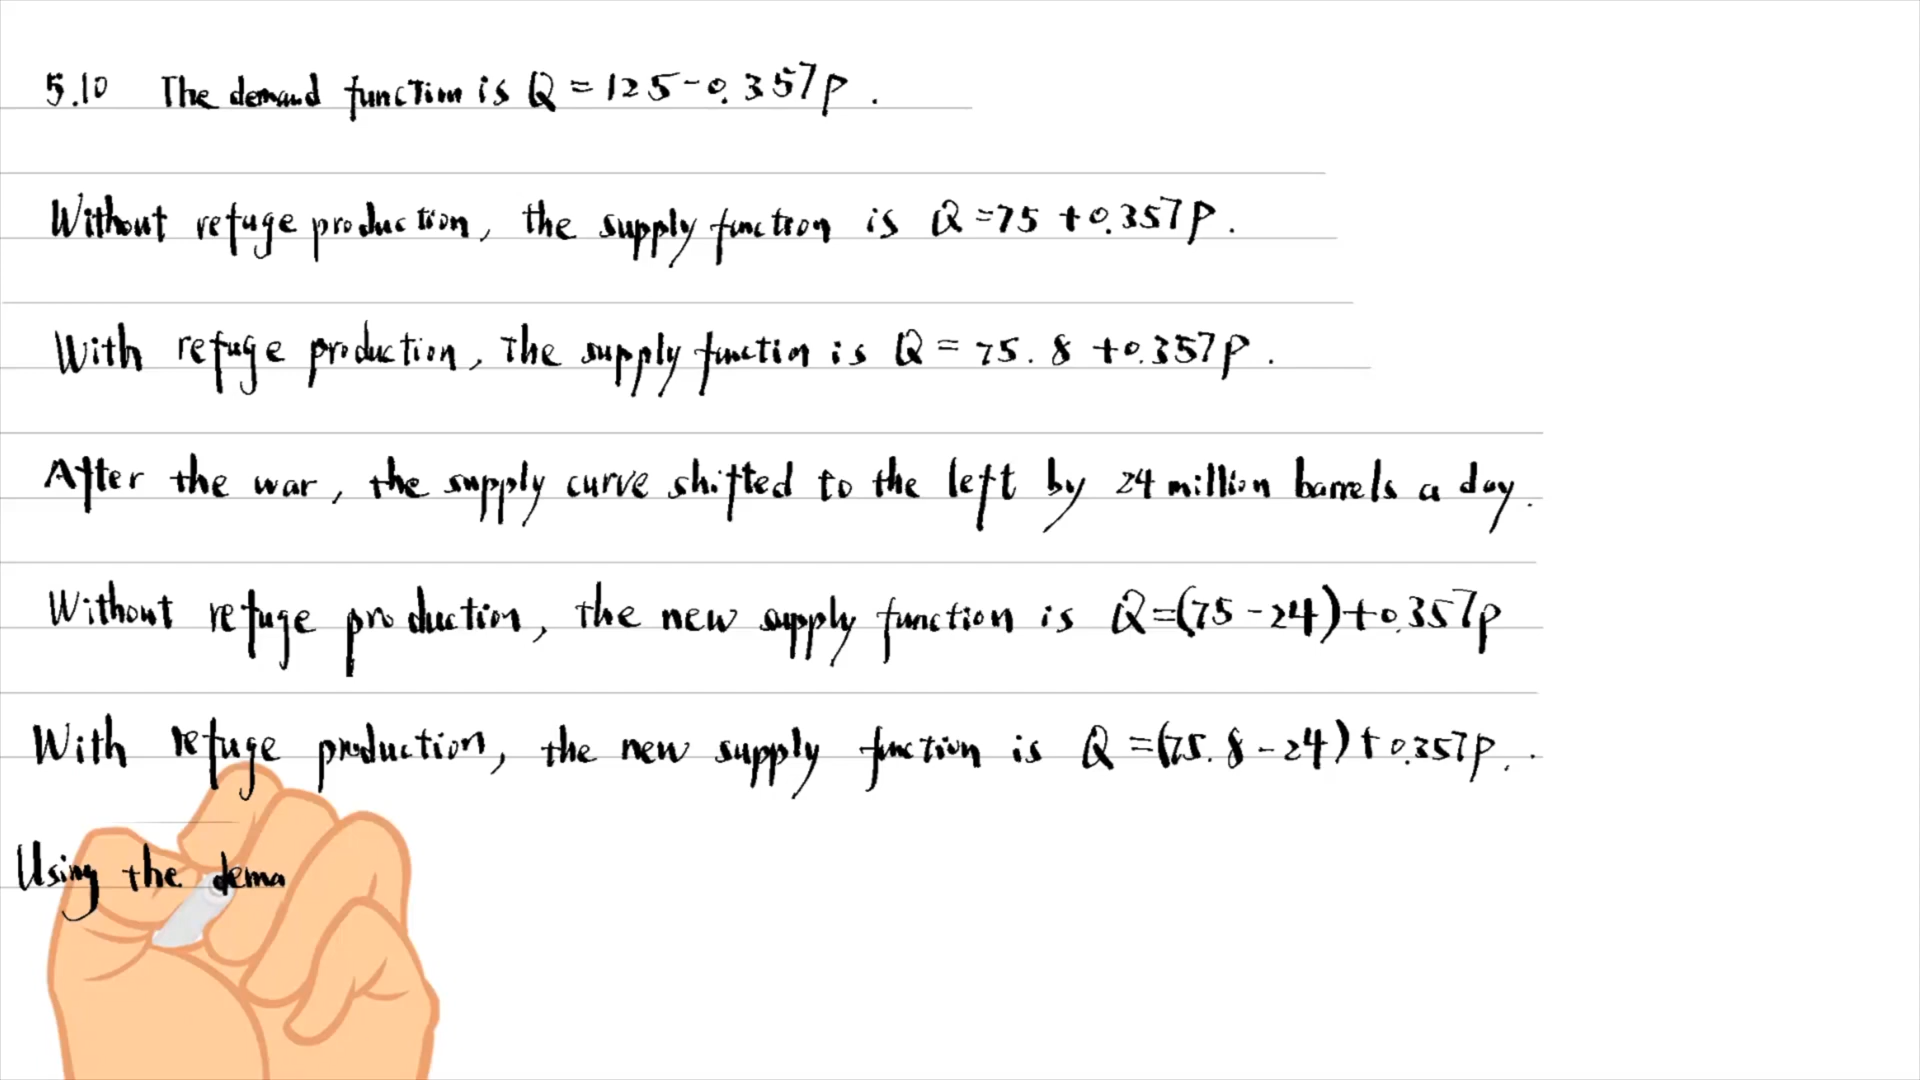 5.10 The demand function is Q = 125 - 0.357p.
Without refuge production, the supply function is Q = 75 + 0.357p.
With refuge production, The supply function is Q = 75.8 + 0.357p.
After the war, the supply curve shifted to the left by 24 million barrels a day.
Without refuge production, the new supply function is Q = (75 - 24) + 0.357p
With refuge production, the new supply function is Q = (75.8 - 24) + 0.357p.
Using the dema